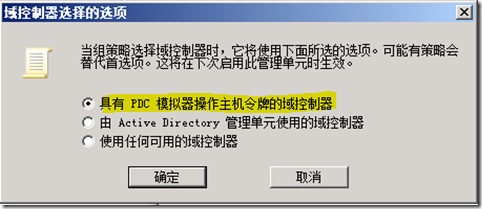 域控制器选择的选项
当组策略选择域控制器时，它将使用下面所选的选项。可能有策略会
替代首选项。这将在下次启用此管理单元时生效。
具有 PDC 模拟器操作主机令牌的域控制器
由 Active Directory 管理单元使用的域控制器
使用任何可用的域控制器
确定
取消